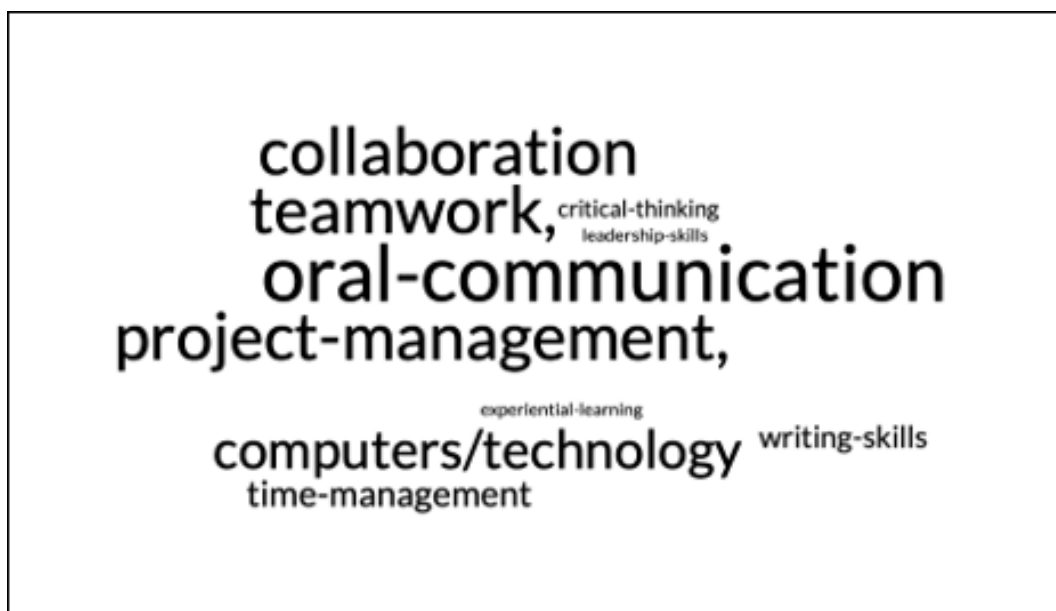 collaboration
teamwork,
critical-thinking
leadership-skills
oral-communication
project-management,
experiential-learning
computers/technology
writing-skills
time-management